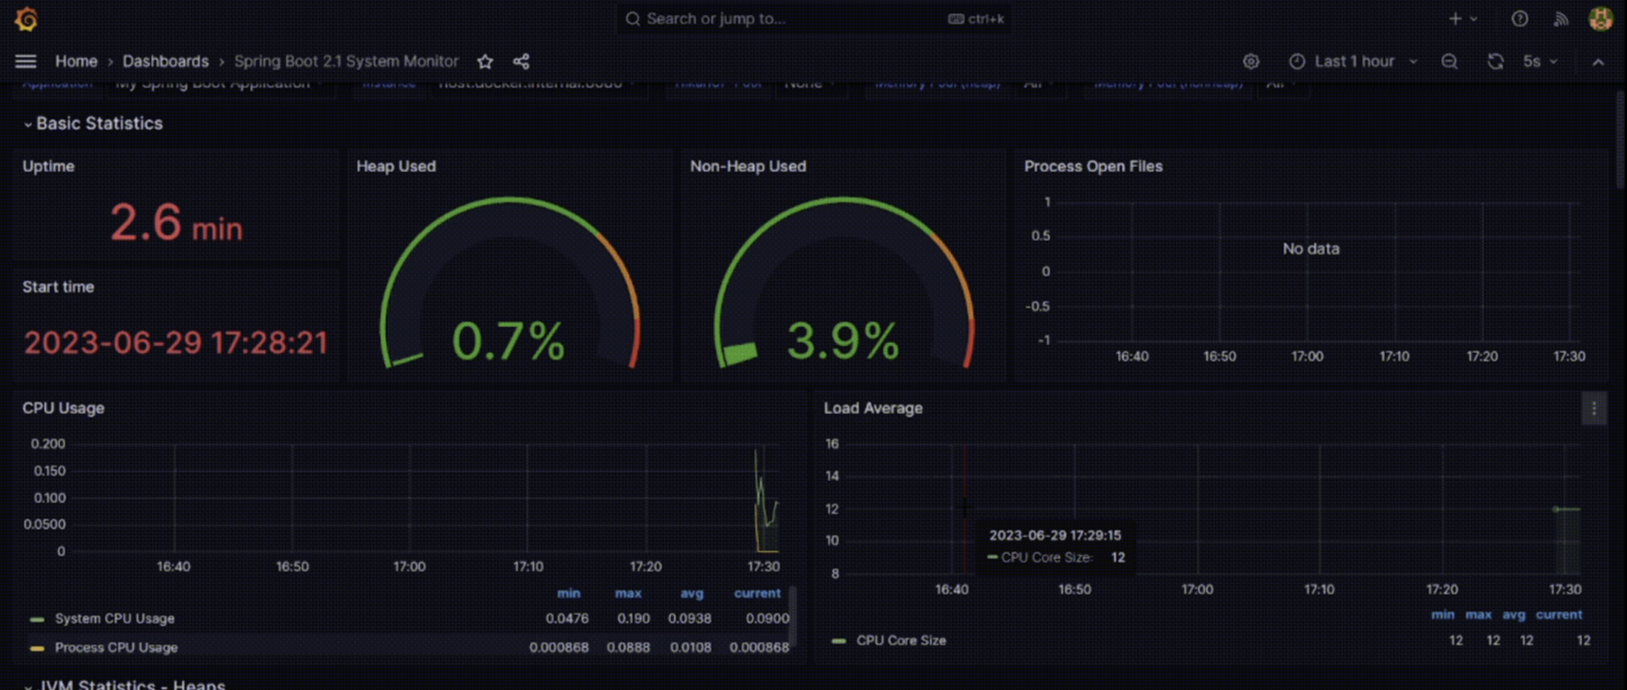 Search or jump to... ctrl+k
Home › Dashboards › Spring Boot 2.1 System Monitor Last 1 hour 5s
Application My Spring Boot Application Instance host.docker.internal:8080 HikariCP-Pool None Memory Pool (heap) All Memory Pool (nonheap) All
Basic Statistics
Uptime
2.6 min
Start time
2023-06-29 17:28:21
Heap Used
0.7%
Non-Heap Used
3.9%
Process Open Files
1
0.5
0
-0.5
-1
No data
16:40 16:50 17:00 17:10 17:20 17:30
CPU Usage
0.200
0.150
0.100
0.0500
0
16:40 16:50 17:00 17:10 17:20 17:30
min max avg current
System CPU Usage 0.0476 0.190 0.0938 0.0900
Process CPU Usage 0.000868 0.0888 0.0108 0.000868
Load Average
16
14
12
10
8
2023-06-29 17:29:15
CPU Core Size: 12
16:40 16:50 17:00 17:10 17:20 17:30
min max avg current
CPU Core Size 12 12 12 12
JVM Statistics - Heaps